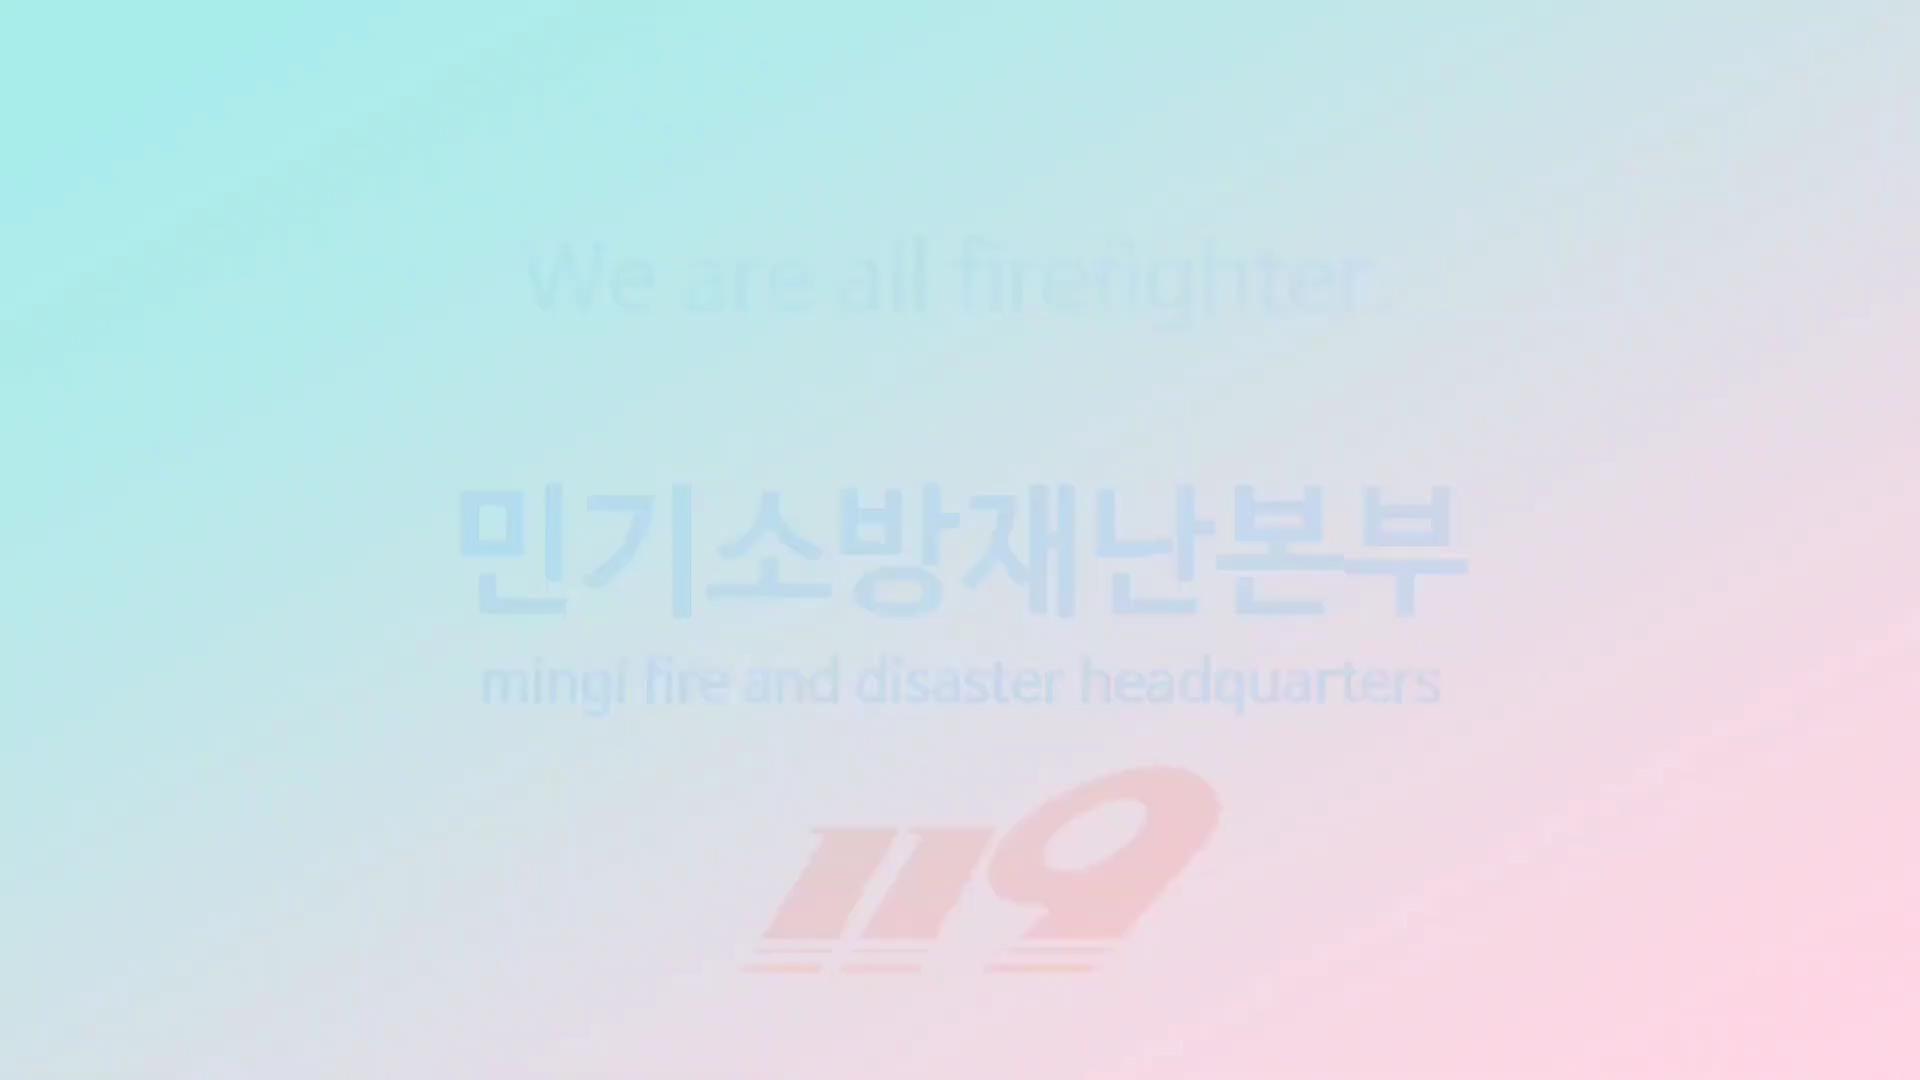 We are all firefighter.
민기소방재난본부
mingi fire and disaster headquarters
119